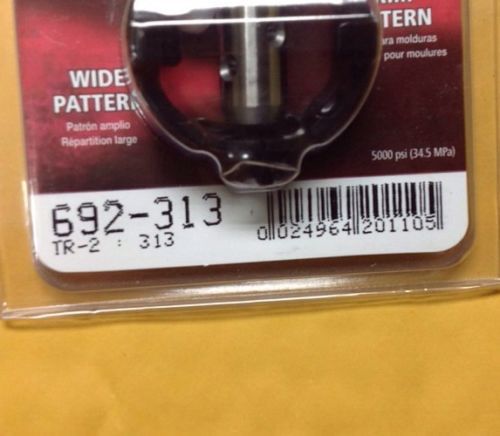 WIDE
PATTERN
Patrón amplio
Répartition large
PATTERN
para molduras
pour moulures
5000 psi (34.5 MPa)
692-313
TR-2 : 313
0 024964 201105